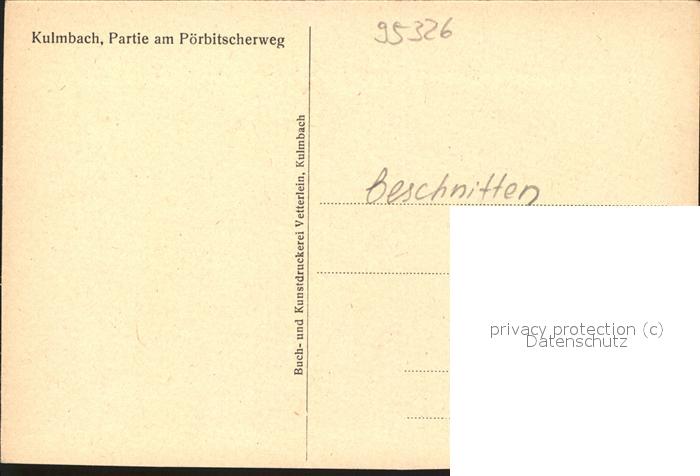 Kulmbach, Partie am Pörbitscherweg
95326
Buch- und Kunstdruckerei Vetterlein, Kulmbach
Beschnitten
privacy protection (c)
Datenschutz